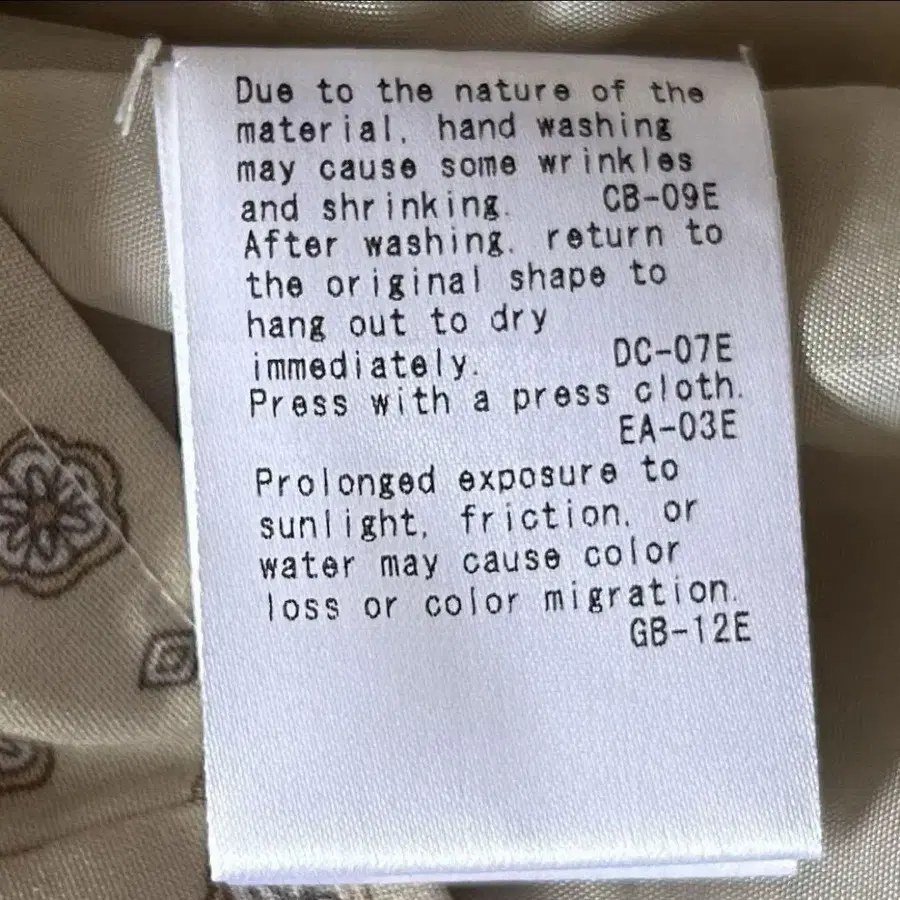 Due to the nature of the
material, hand washing
may cause some wrinkles
and shrinking. CB-09E
After washing, return to
the original shape to
hang out to dry
immediately. DC-07E
Press with a press cloth.
EA-03E
Prolonged exposure to
sunlight, friction, or
water may cause color
loss or color migration.
GB-12E